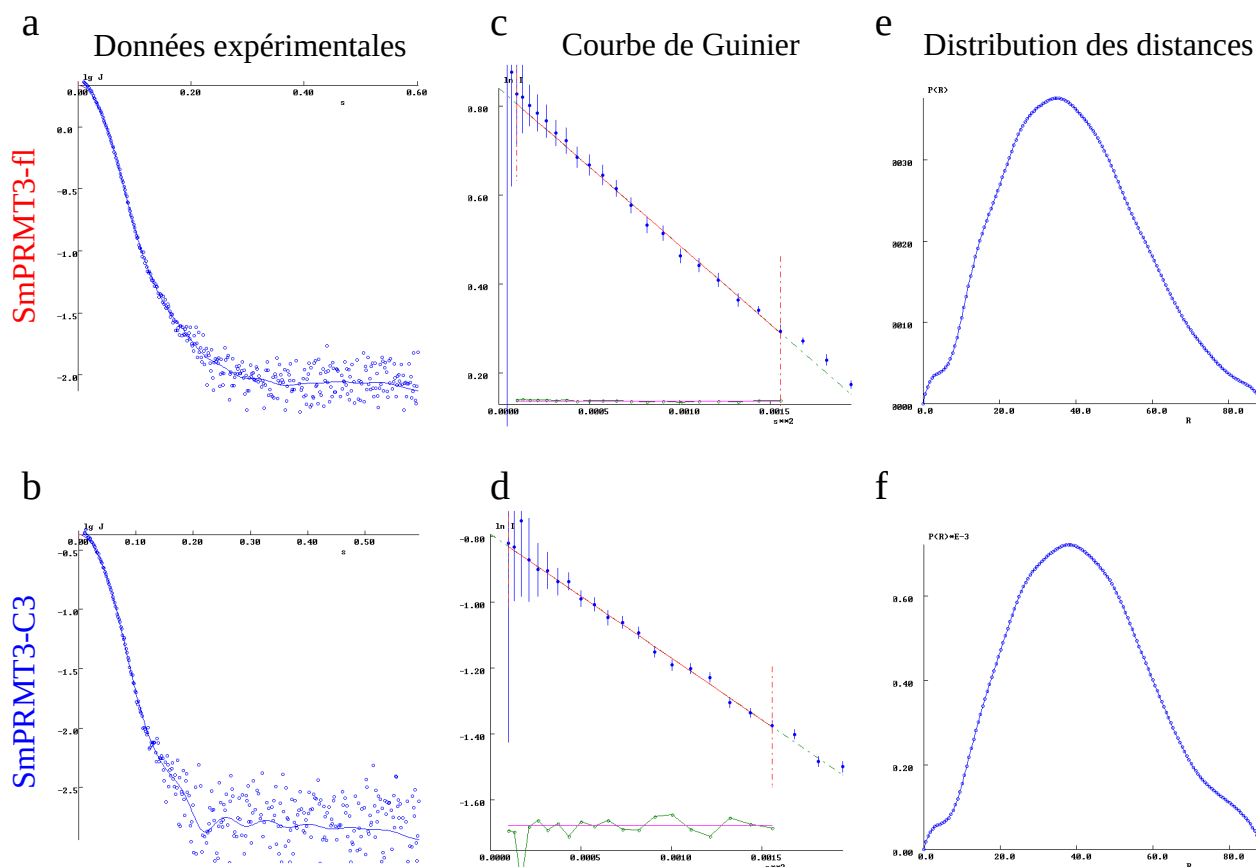 a
Données expérimentales
c
Courbe de Guinier
e
Distribution des distances
SmPRMT3-fl
lg J
0.00
0.20
0.40
0.60
s
0.0
-0.5
-1.0
-1.5
-2.0
ln I
0.80
0.60
0.40
0.20
0.0000
0.0005
0.0010
0.0015
s**2
P(R)
0030
0020
0010
0000
0.0
20.0
40.0
60.0
80.0
R
b
d
f
SmPRMT3-C3
lg J
0.00
0.10
0.20
0.30
0.40
0.50
s
-0.5
-1.0
-1.5
-2.0
-2.5
ln I
-0.80
-1.00
-1.20
-1.40
-1.60
0.0000
0.0005
0.0010
0.0015
s**2
P(R)*E-3
0.60
0.40
0.20
0.00
0.0
20.0
40.0
60.0
80.0
R